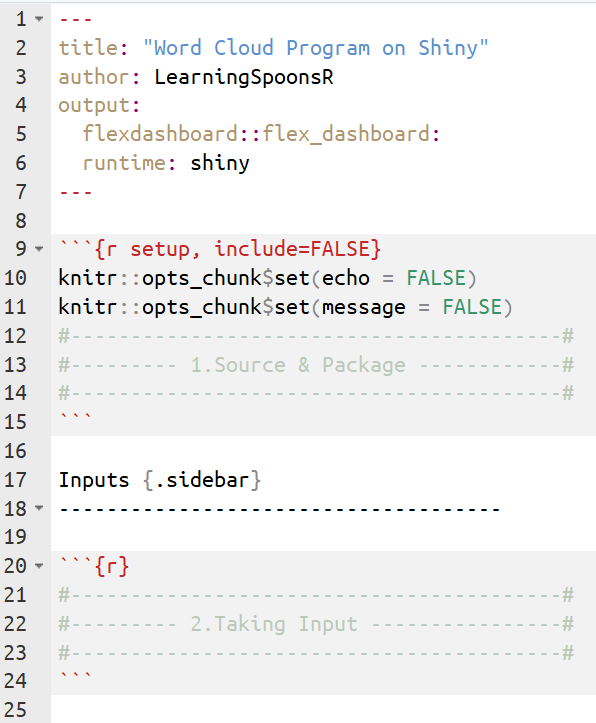 1 ---
2 title: "Word Cloud Program on Shiny"
3 author: LearningSpoonsR
4 output:
5   flexdashboard::flex_dashboard:
6   runtime: shiny
7 ---
8
9 ```{r setup, include=FALSE}
10 knitr::opts_chunk$set(echo = FALSE)
11 knitr::opts_chunk$set(message = FALSE)
12 #-----------------------------------------#
13 #--------- 1.Source & Package ------------#
14 #-----------------------------------------#
15 ```
16
17 Inputs {.sidebar}
18 -------------------------------------
19
20 ```{r}
21 #-----------------------------------------#
22 #--------- 2.Taking Input ----------------#
23 #-----------------------------------------#
24 ```
25